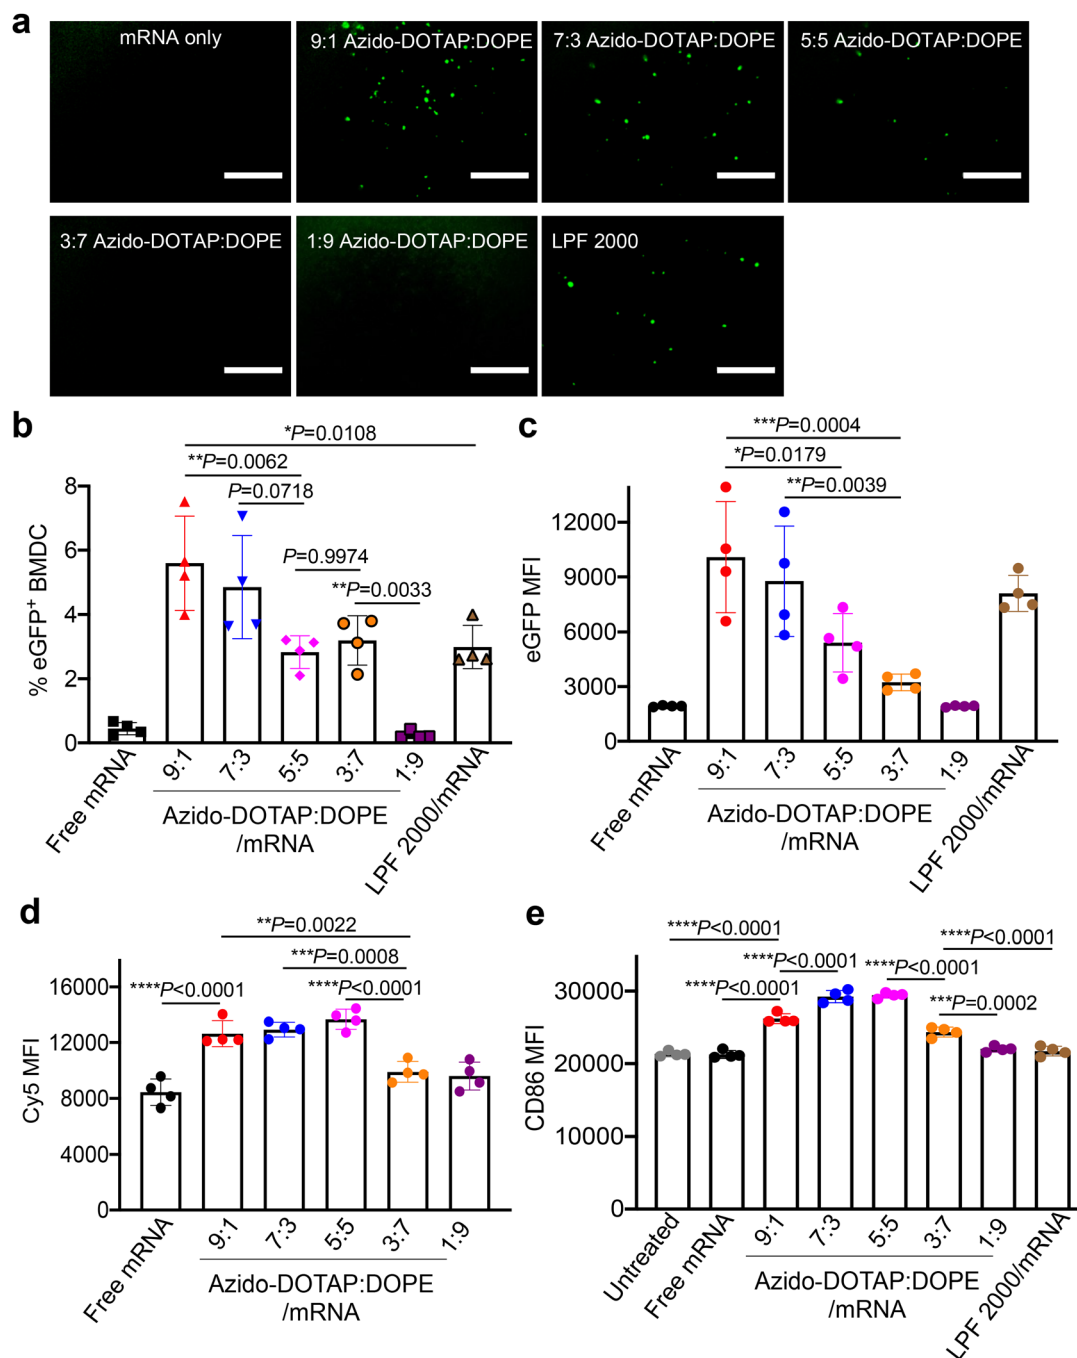 a
mRNA only
9:1 Azido-DOTAP:DOPE
7:3 Azido-DOTAP:DOPE
5:5 Azido-DOTAP:DOPE
3:7 Azido-DOTAP:DOPE
1:9 Azido-DOTAP:DOPE
LPF 2000
b
*P=0.0108
**P=0.0062
P=0.0718
P=0.9974
**P=0.0033
% eGFP+ BMDC
8
6
4
2
0
Free mRNA
9:1
7:3
5:5
3:7
1:9
LPF 2000/mRNA
Azido-DOTAP:DOPE
/mRNA
c
***P=0.0004
*P=0.0179
**P=0.0039
eGFP MFI
12000
9000
6000
3000
0
Free mRNA
9:1
7:3
5:5
3:7
1:9
LPF 2000/mRNA
Azido-DOTAP:DOPE
/mRNA
d
**P=0.0022
***P=0.0008
****P<0.0001
****P<0.0001
Cy5 MFI
16000
12000
8000
4000
0
Free mRNA
9:1
7:3
5:5
3:7
1:9
Azido-DOTAP:DOPE
/mRNA
e
****P<0.0001
****P<0.0001
****P<0.0001
****P<0.0001
****P<0.0001
***P=0.0002
CD86 MFI
30000
20000
10000
0
Untreated
Free mRNA
9:1
7:3
5:5
3:7
1:9
LPF 2000/mRNA
Azido-DOTAP:DOPE
/mRNA